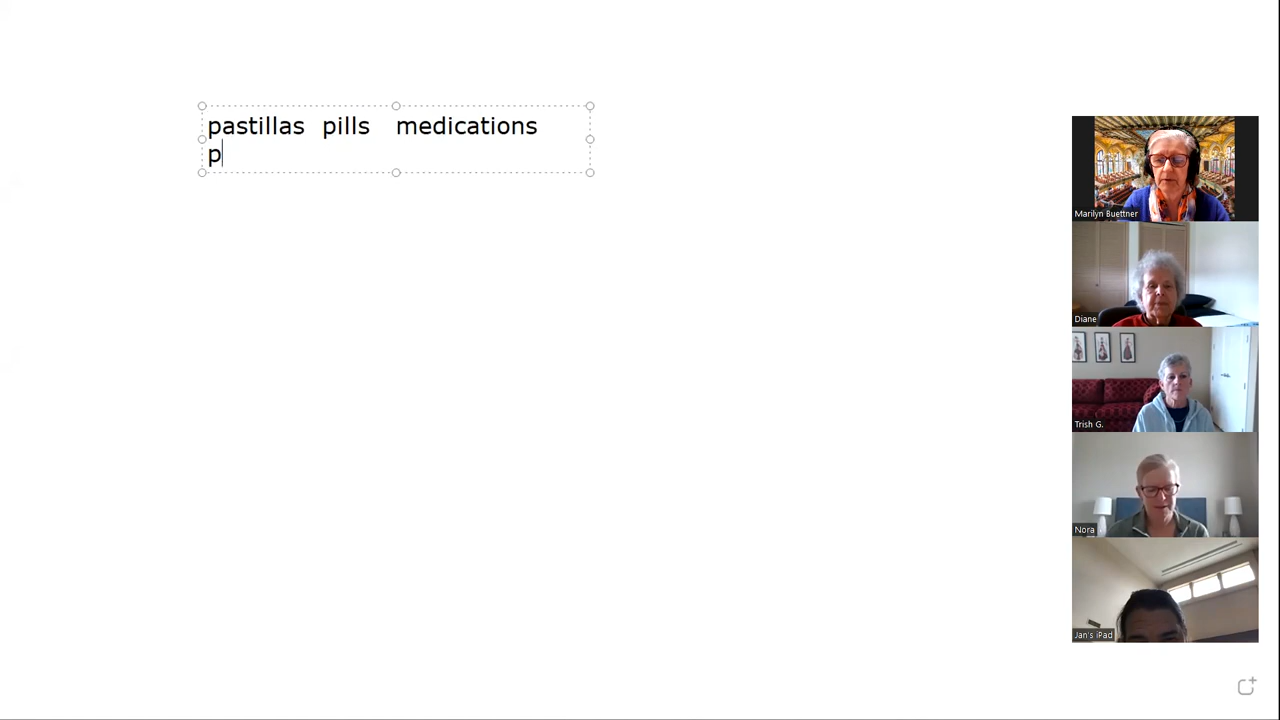 pastillas pills medications
p
Marilyn Buettner
Diane
Trish G.
Nora
Jan's iPad